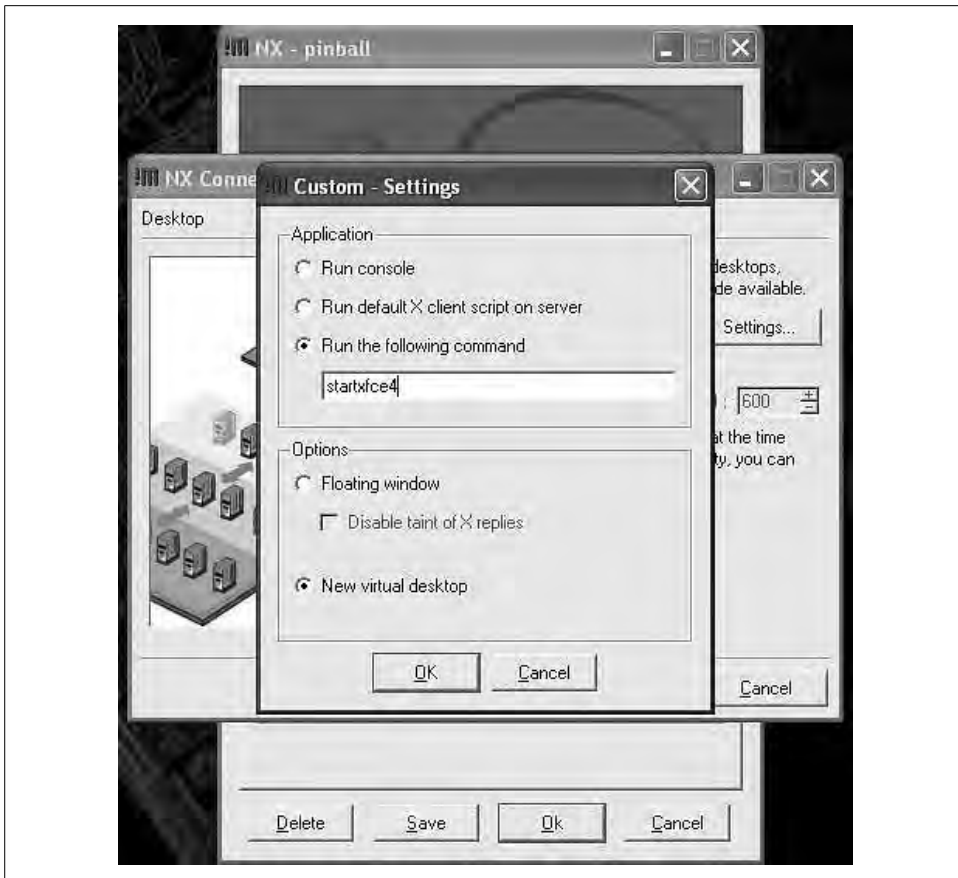 NX - pinball
NX Conne
Custom - Settings
Desktop
Application
Run console
Run default X client script on server
Run the following command
startxfce4
Options
Floating window
Disable taint of X replies
New virtual desktop
OK
Cancel
desktops,
de available.
Settings...
: 600
at the time
ty, you can
Cancel
Delete
Save
Ok
Cancel